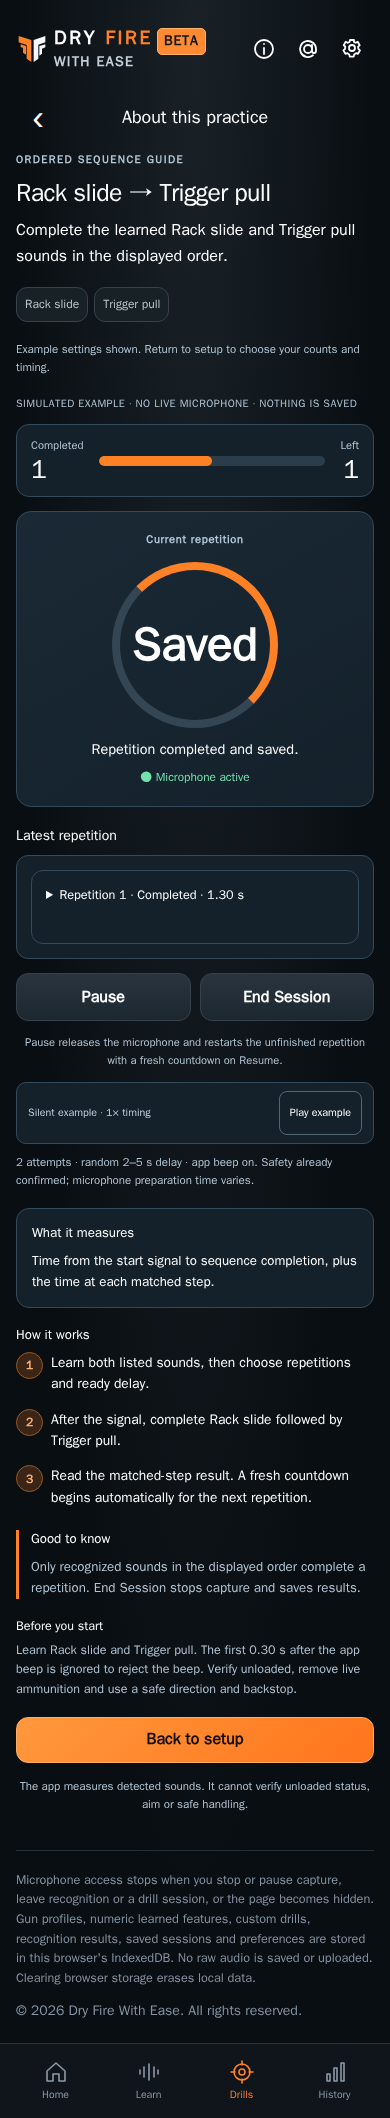 DRY FIRE BETA
WITH EASE
‹ About this practice
ORDERED SEQUENCE GUIDE
Rack slide → Trigger pull
Complete the learned Rack slide and Trigger pull
sounds in the displayed order.
Rack slide Trigger pull
Example settings shown. Return to setup to choose your counts and
timing.
SIMULATED EXAMPLE · NO LIVE MICROPHONE · NOTHING IS SAVED
Completed Left
1 1
Current repetition
Saved
Repetition completed and saved.
Microphone active
Latest repetition
▶ Repetition 1 · Completed · 1.30 s
Pause End Session
Pause releases the microphone and restarts the unfinished repetition
with a fresh countdown on Resume.
Silent example · 1× timing Play example
2 attempts · random 2–5 s delay · app beep on. Safety already
confirmed; microphone preparation time varies.
What it measures
Time from the start signal to sequence completion, plus
the time at each matched step.
How it works
1 Learn both listed sounds, then choose repetitions
and ready delay.
2 After the signal, complete Rack slide followed by
Trigger pull.
3 Read the matched-step result. A fresh countdown
begins automatically for the next repetition.
Good to know
Only recognized sounds in the displayed order complete a
repetition. End Session stops capture and saves results.
Before you start
Learn Rack slide and Trigger pull. The first 0.30 s after the app
beep is ignored to reject the beep. Verify unloaded, remove live
ammunition and use a safe direction and backstop.
Back to setup
The app measures detected sounds. It cannot verify unloaded status,
aim or safe handling.
Microphone access stops when you stop or pause capture,
leave recognition or a drill session, or the page becomes hidden.
Gun profiles, numeric learned features, custom drills,
recognition results, saved sessions and preferences are stored
in this browser's IndexedDB. No raw audio is saved or uploaded.
Clearing browser storage erases local data.
© 2026 Dry Fire With Ease. All rights reserved.
Home Learn Drills History